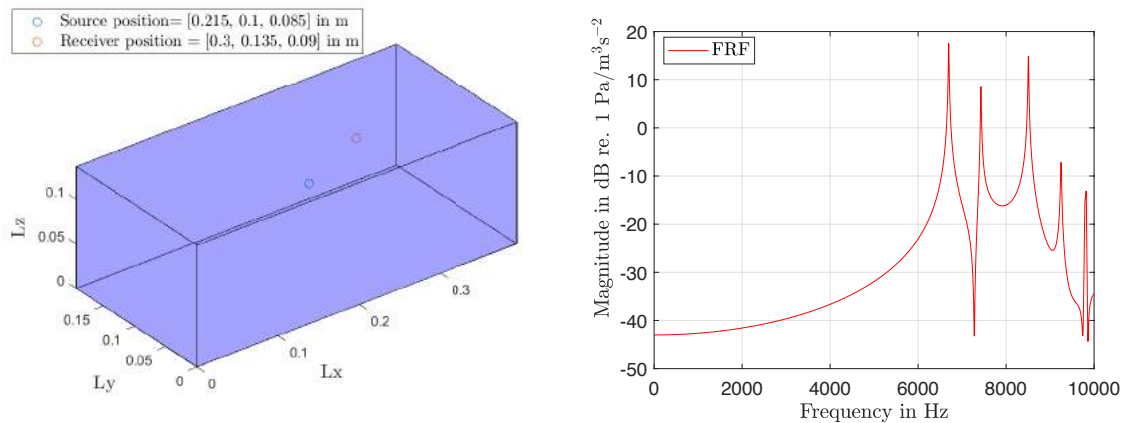 Source position= [0.215, 0.1, 0.085] in m
Receiver position = [0.3, 0.135, 0.09] in m
0.1
0.05
0
Lz
0.15
0.1
0.05
0
Ly
0
0.1
0.2
0.3
Lx
FRF
20
10
0
-10
-20
-30
-40
-50
Magnitude in dB re. 1 Pa/m³s⁻²
0 2000 4000 6000 8000 10000
Frequency in Hz